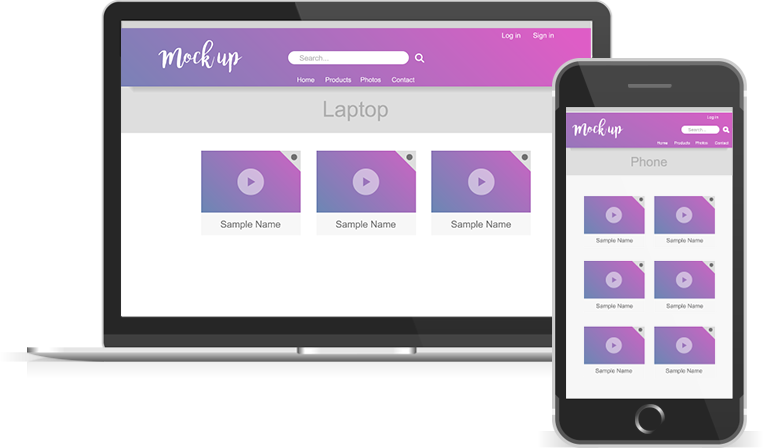 Log in Sign in
Mock up
Search...
Home Products Photos Contact
Laptop
Sample Name Sample Name Sample Name
Log in
Mock up
Search...
Home Products Photos Contact
Phone
Sample Name Sample Name
Sample Name Sample Name
Sample Name Sample Name